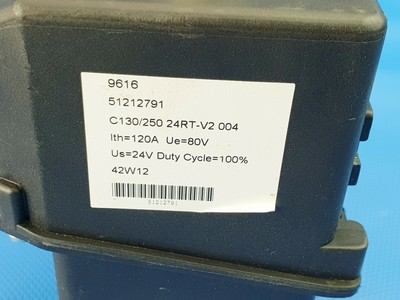 9616
51212791
C130/250 24RT-V2 004
Ith=120A Ue=80V
Us=24V Duty Cycle=100%
42W12
51212791